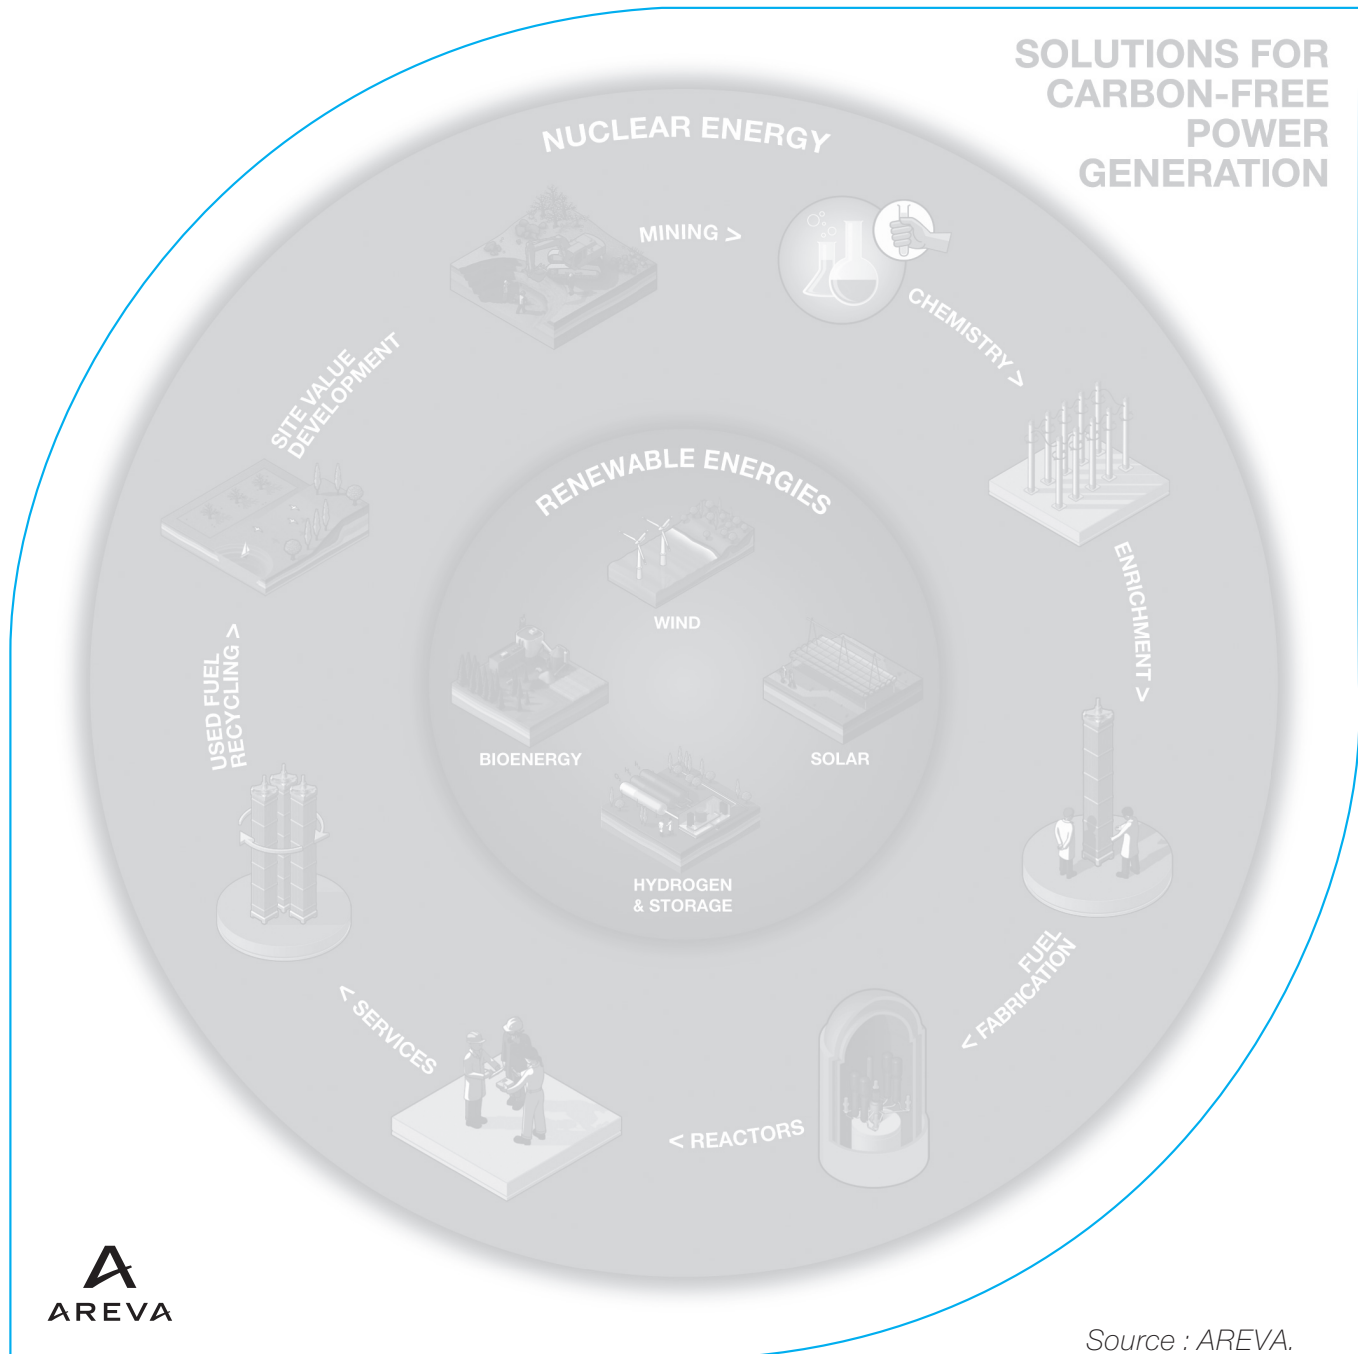 SOLUTIONS FOR
CARBON-FREE
POWER
GENERATION
NUCLEAR ENERGY
MINING >
CHEMISTRY >
ENRICHMENT >
FUEL
< FABRICATION
< REACTORS
< SERVICES
USED FUEL
RECYCLING >
SITE VALUE
DEVELOPMENT
RENEWABLE ENERGIES
WIND
BIOENERGY
SOLAR
HYDROGEN
& STORAGE
AREVA
Source : AREVA.